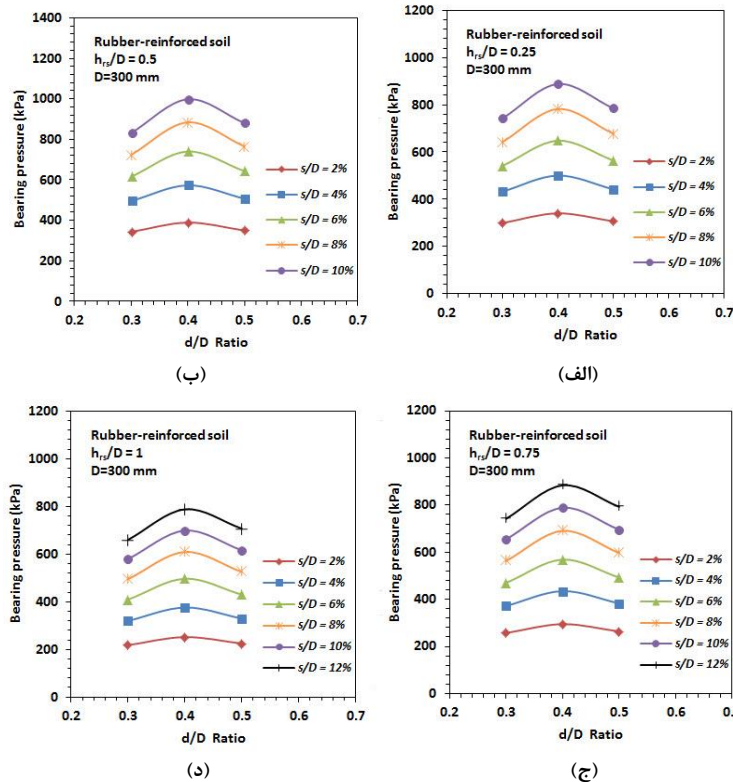 Rubber-reinforced soil
hrs/D = 0.5
D=300 mm
Bearing pressure (kPa)
1400
1200
1000
800
600
400
200
0
s/D = 2%
s/D = 4%
s/D = 6%
s/D = 8%
s/D = 10%
0.2 0.3 0.4 0.5 0.6 0.7
d/D Ratio
(ب)
Rubber-reinforced soil
hrs/D = 0.25
D=300 mm
Bearing pressure (kPa)
1200
1000
800
600
400
200
0
s/D = 2%
s/D = 4%
s/D = 6%
s/D = 8%
s/D = 10%
0.2 0.3 0.4 0.5 0.6 0.7
d/D Ratio
(الف)
Rubber-reinforced soil
hrs/D = 1
D=300 mm
Bearing pressure (kPa)
1200
1000
800
600
400
200
0
s/D = 2%
s/D = 4%
s/D = 6%
s/D = 8%
s/D = 10%
s/D = 12%
0.2 0.3 0.4 0.5 0.6 0.7
d/D Ratio
(د)
Rubber-reinforced soil
hrs/D = 0.75
D=300 mm
Bearing pressure (kPa)
1200
1000
800
600
400
200
0
s/D = 2%
s/D = 4%
s/D = 6%
s/D = 8%
s/D = 10%
s/D = 12%
0.2 0.3 0.4 0.5 0.6 0.7
d/D Ratio
(ج)